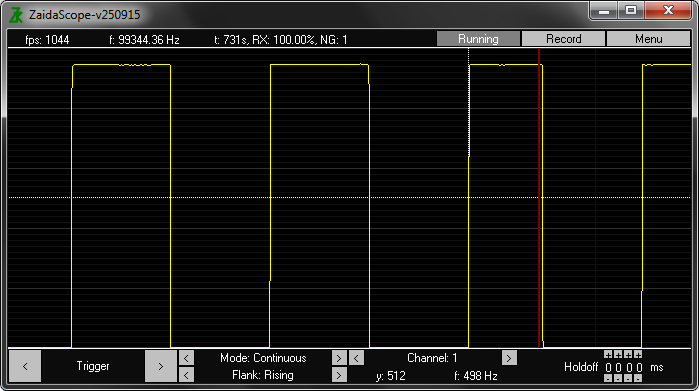 ZaidaScope-v250915
fps: 1044 f: 99344.36 Hz t: 731s, RX: 100.00%, NG: 1 Running Record Menu
< Trigger > < Mode: Continuous > < Channel: 1 > Holdoff + + + + 0 0 0 0 - - - - ms
< Flank: Rising > y: 512 f: 498 Hz